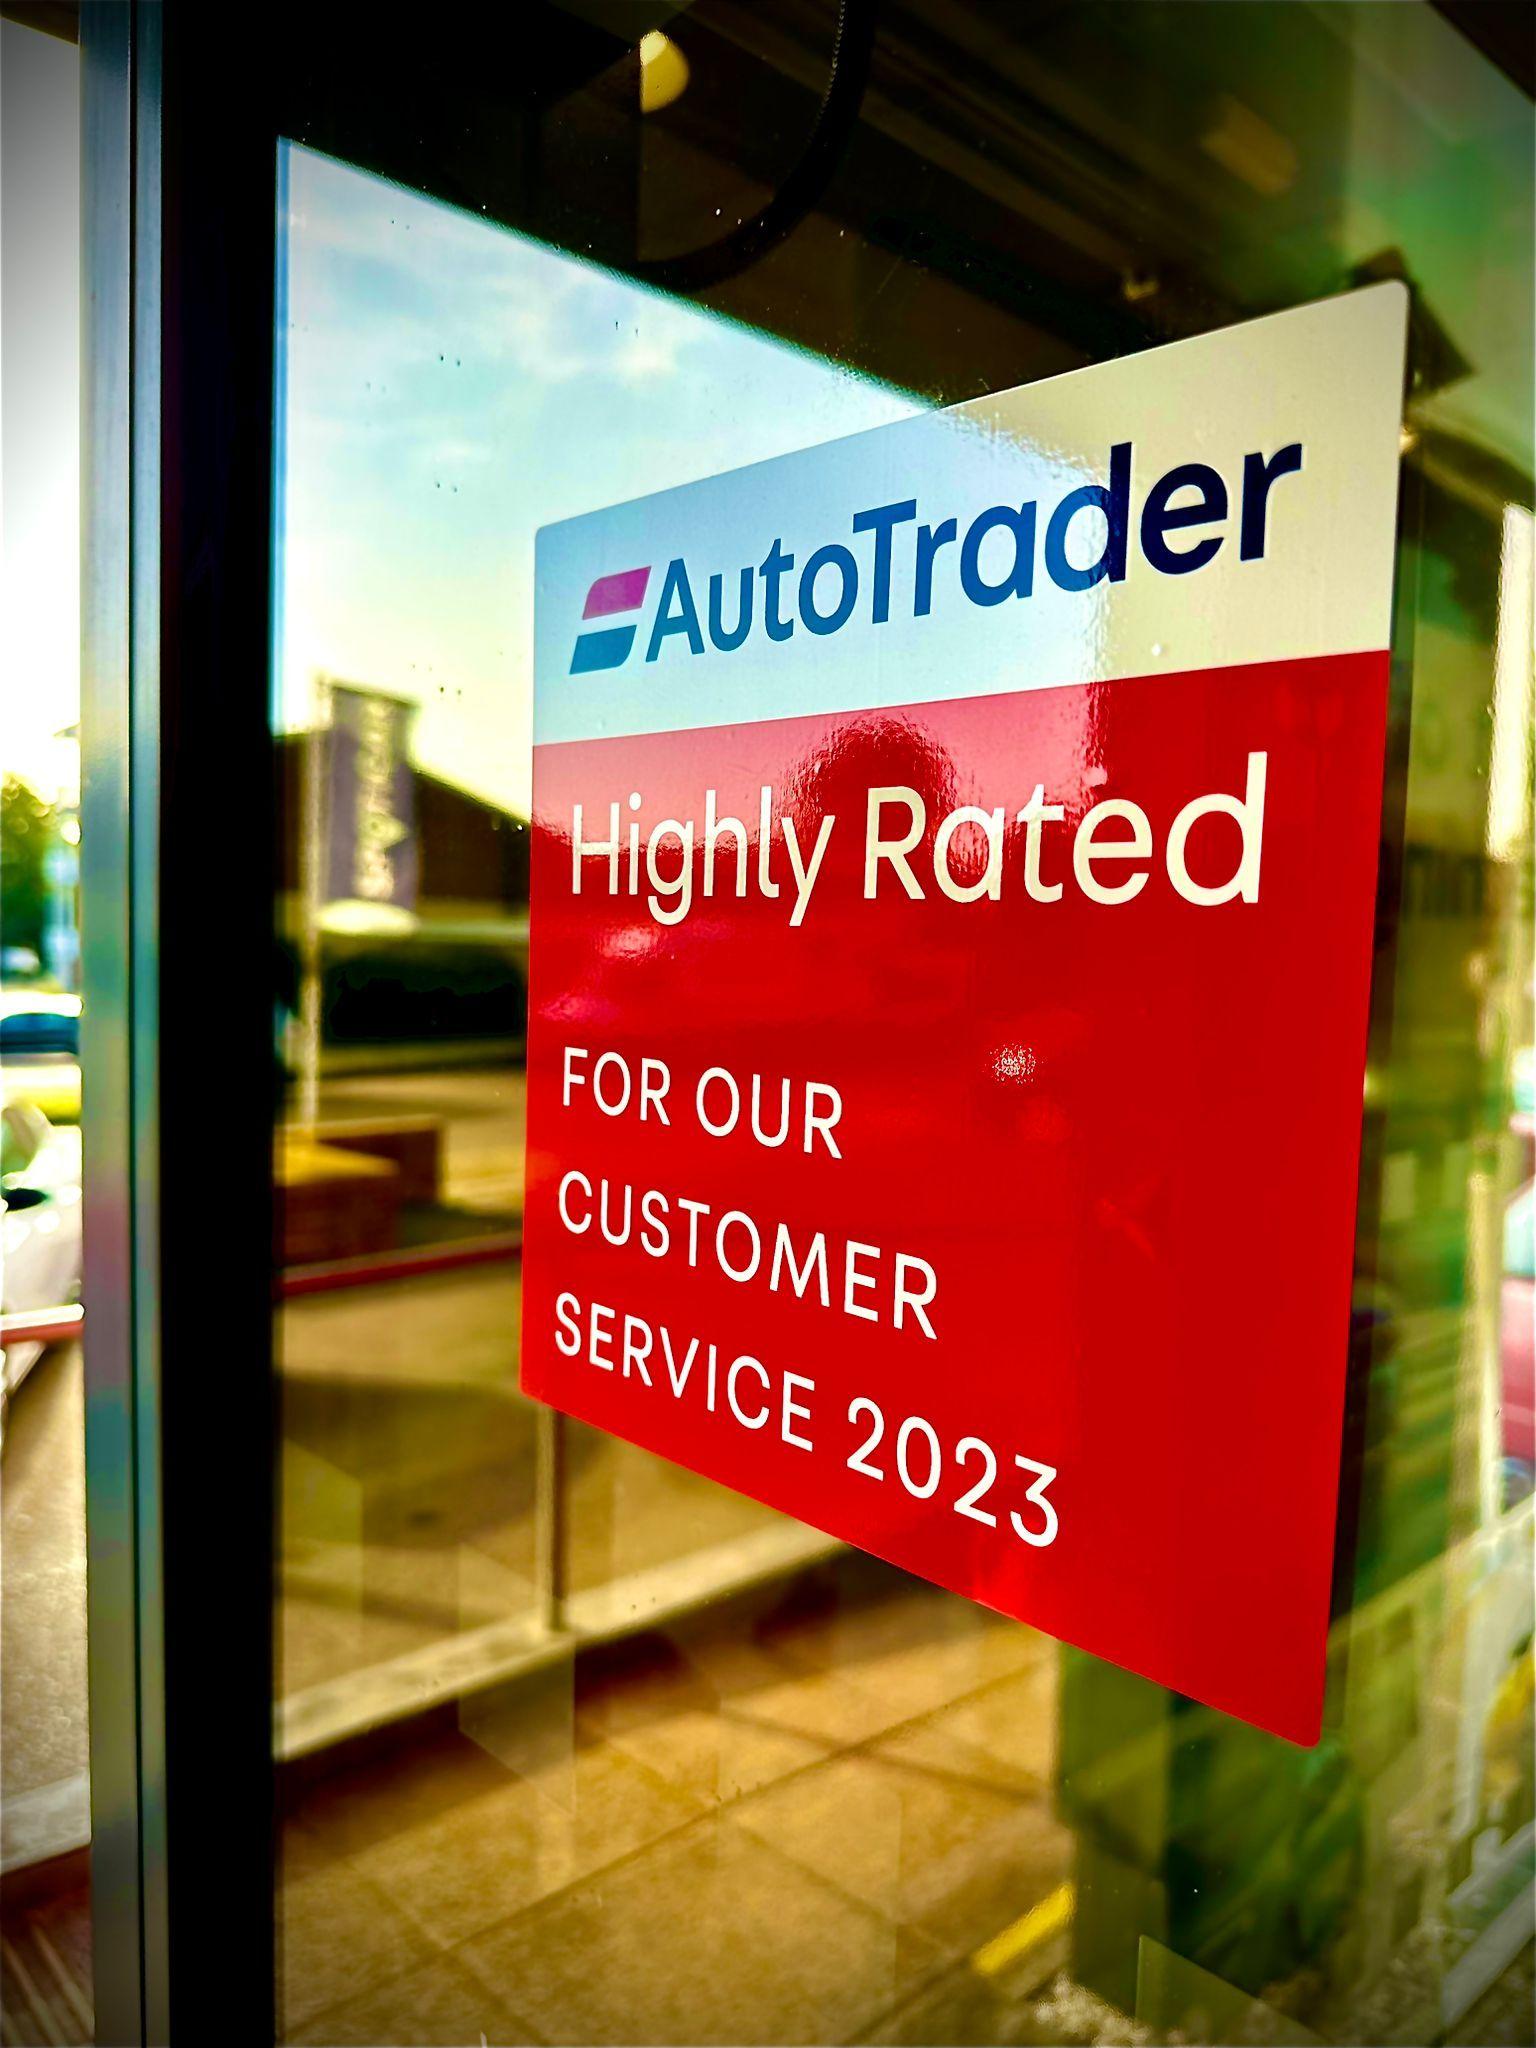 AutoTrader
Highly Rated
FOR OUR
CUSTOMER
SERVICE 2023